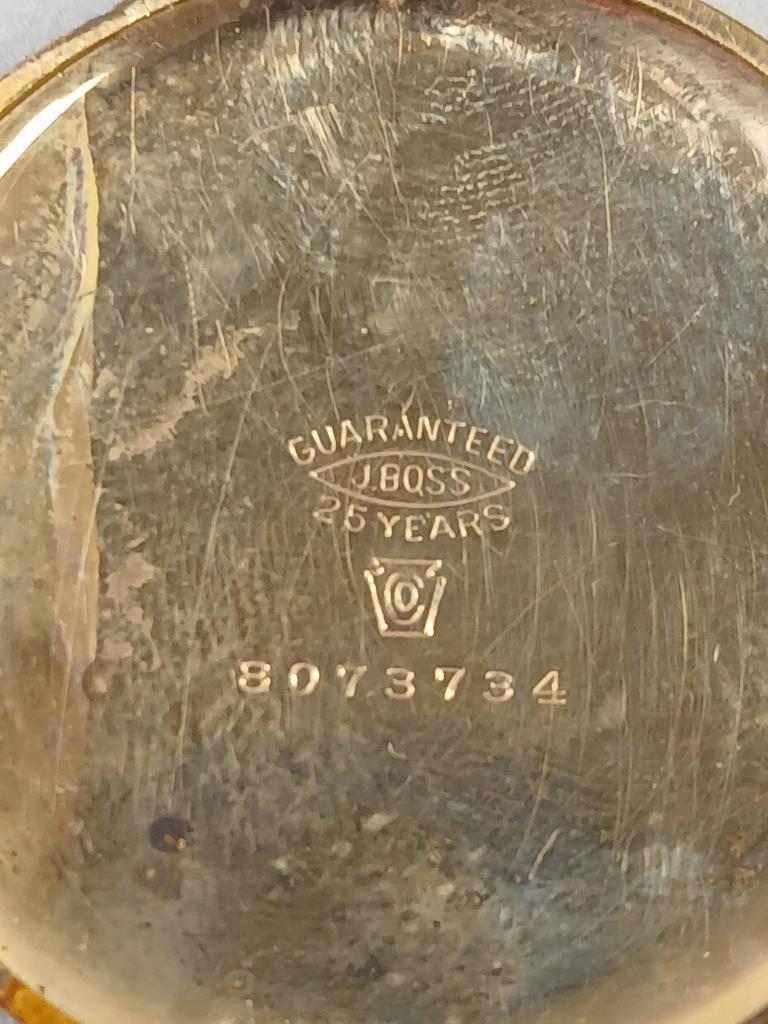 GUARANTEED
J.BOSS
25 YEARS
C
8073734